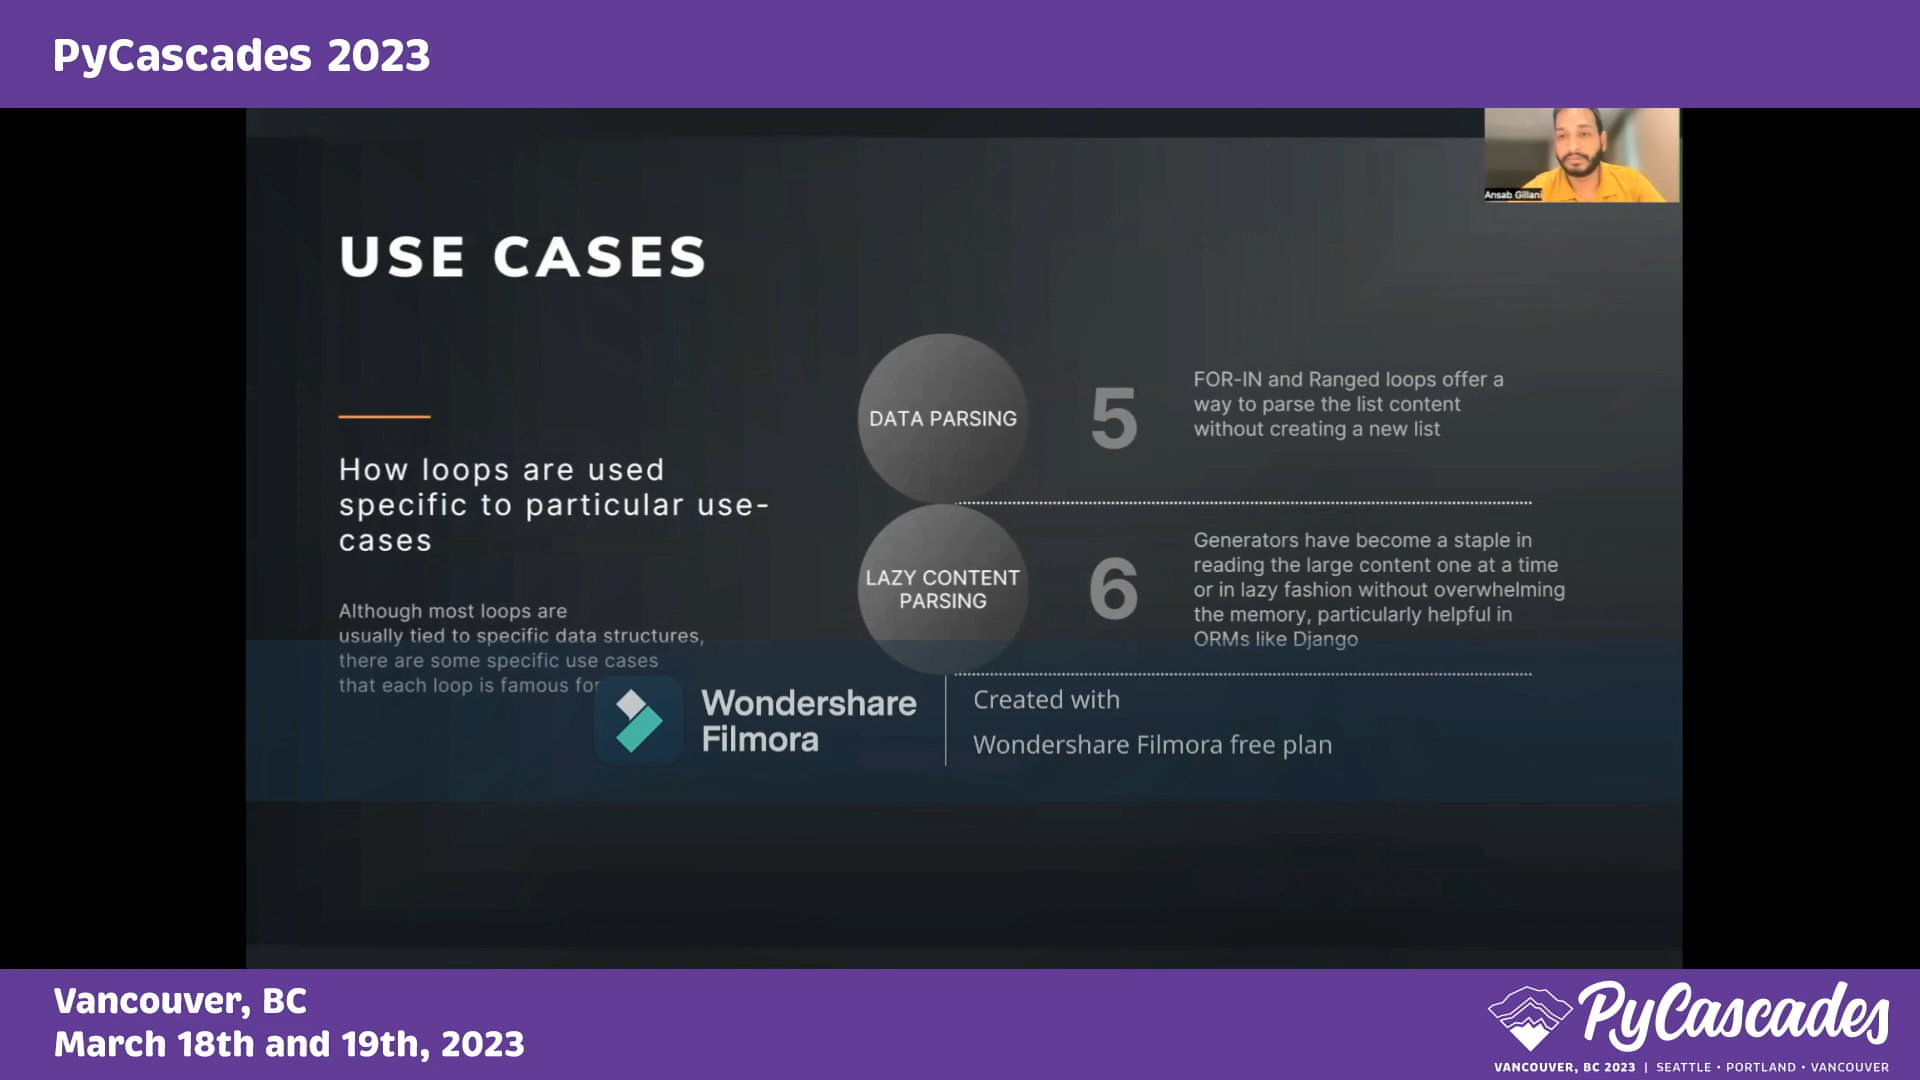 PyCascades 2023
Ansab Gillani
USE CASES
How loops are used
specific to particular use-
cases
Although most loops are
usually tied to specific data structures,
there are some specific use cases
that each loop is famous for
DATA PARSING
5
FOR-IN and Ranged loops offer a
way to parse the list content
without creating a new list
LAZY CONTENT
PARSING
6
Generators have become a staple in
reading the large content one at a time
or in lazy fashion without overwhelming
the memory, particularly helpful in
ORMs like Django
Wondershare
Filmora
Created with
Wondershare Filmora free plan
Vancouver, BC
March 18th and 19th, 2023
PyCascades
VANCOUVER, BC 2023 | SEATTLE • PORTLAND • VANCOUVER